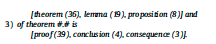 [theorem (36), lemma (19), proposition (8)] and
3) of theorem #.# is
[proof (39), conclusion (4), consequence (3)].